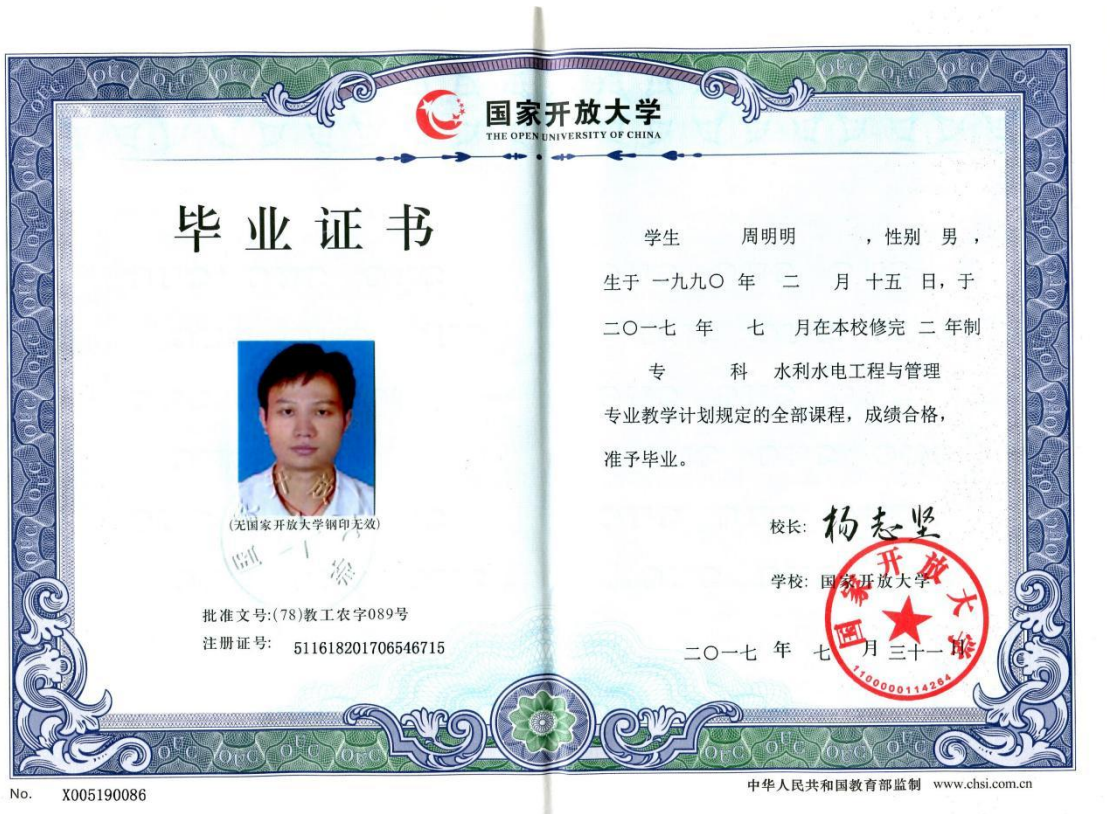 国家开放大学
THE OPEN UNIVERSITY OF CHINA
毕业证书
(无国家开放大学钢印无效)
批准文号:(78)教工农字089号
注册证号: 511618201706546715
学生 周明明 ，性别 男 ，
生于 一九九〇 年 二 月 十五 日，于
二〇一七 年 七 月在本校修完 二 年制
专 科 水利水电工程与管理
专业教学计划规定的全部课程，成绩合格，
准予毕业。
校长: 杨志坚
学校: 国家开放大学
二〇一七 年 七 月 三十一 日
国家开放大学
1100000114264
No. X005190086
中华人民共和国教育部监制 www.chsi.com.cn